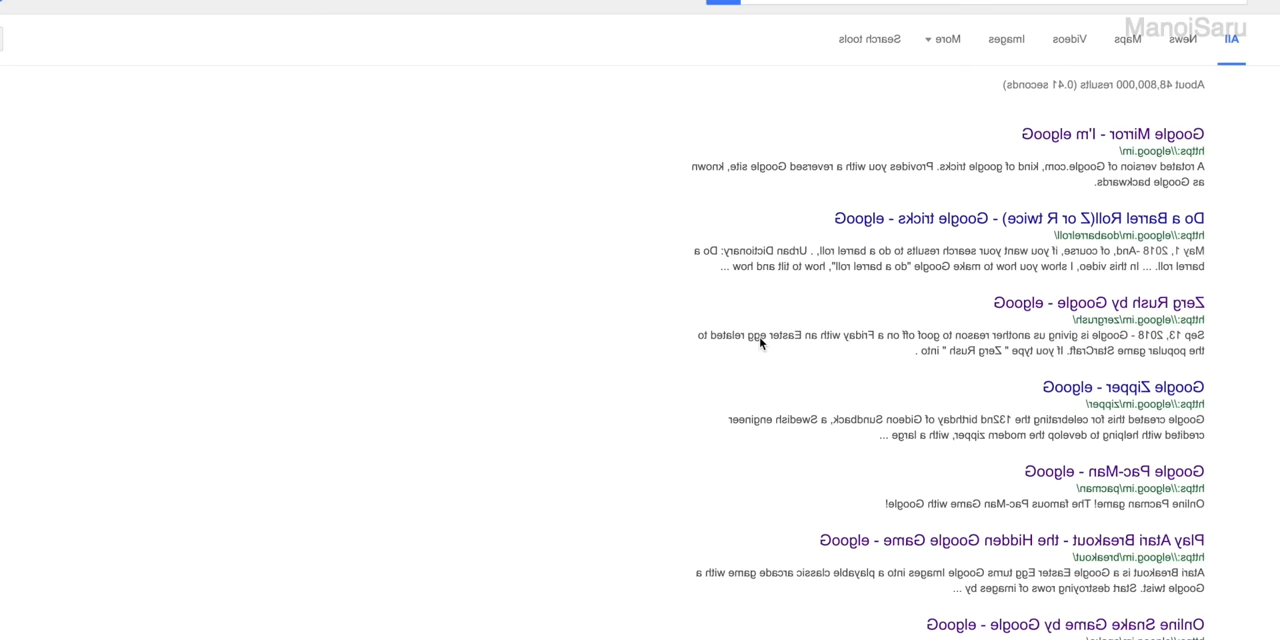 ManojSaru
All News Maps Videos Images More Search tools
About 48,800,000 results (0.41 seconds)
Google Mirror - I'm elgooG
https://elgoog.im/
A rotated version of Google.com, kind of google tricks. Provides you with a reversed Google site, known
as Google backwards.
Do a Barrel Roll(Z or R twice) - Google tricks - elgooG
https://elgoog.im/doabarrelroll/
May 1, 2018 -And, of course, if you want your search results to do a barrel roll, . Urban Dictionary: Do a
barrel roll. ... In this video, I show you how to make Google "do a barrel roll", how to tilt and how ...
Zerg Rush by Google - elgooG
https://elgoog.im/zergrush/
Sep 13, 2018 - Google is giving us another reason to goof off on a Friday with an Easter egg related to
the popular game StarCraft. If you type " Zerg Rush " into .
Google Zipper - elgooG
https://elgoog.im/zipper/
Google created this for celebrating the 132nd birthday of Gideon Sundback, a Swedish engineer
credited with helping to develop the modern zipper, with a large ...
Google Pac-Man - elgooG
https://elgoog.im/pacman/
Online Pacman game! The famous Pac-Man Game with Google!
Play Atari Breakout - the Hidden Google Game - elgooG
https://elgoog.im/breakout/
Atari Breakout is a Google Easter Egg turns Google Images into a playable classic arcade game with a
Google twist. Start destroying rows of images by ...
Online Snake Game by Google - elgooG